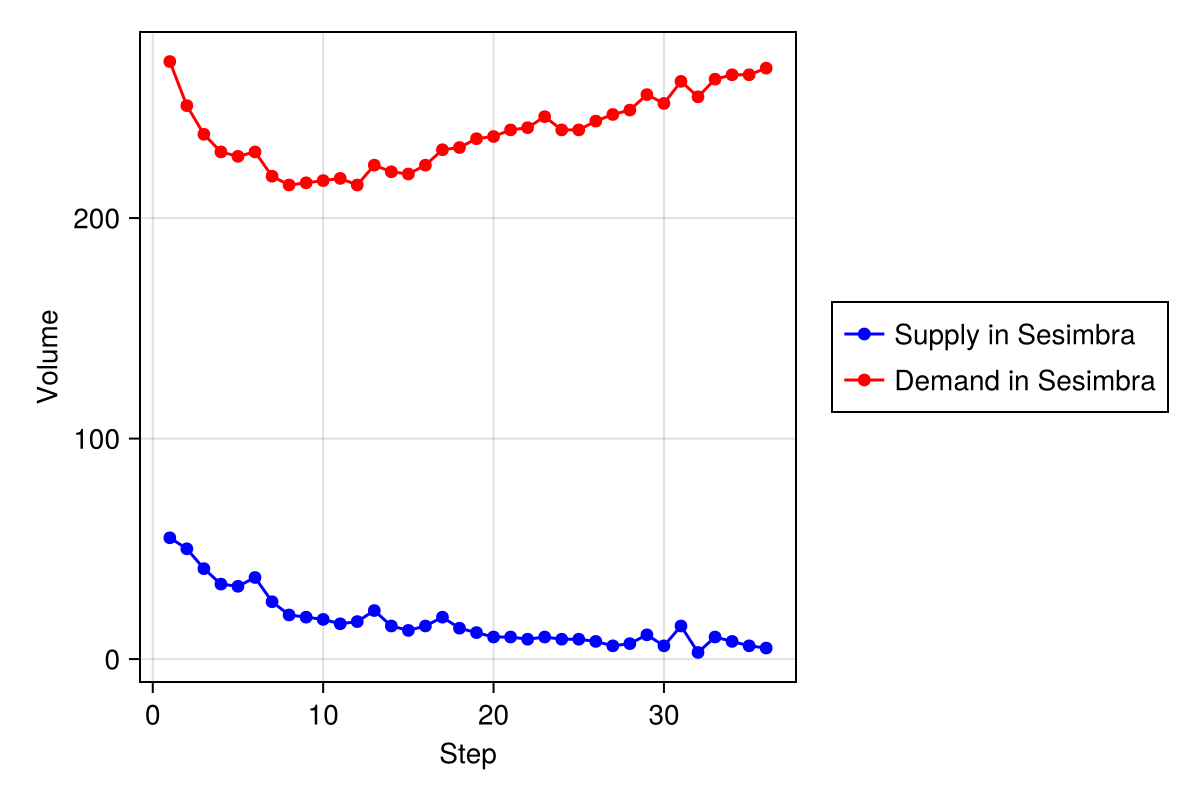 200
100
0
0 10 20 30
Volume
Step
Supply in Sesimbra
Demand in Sesimbra